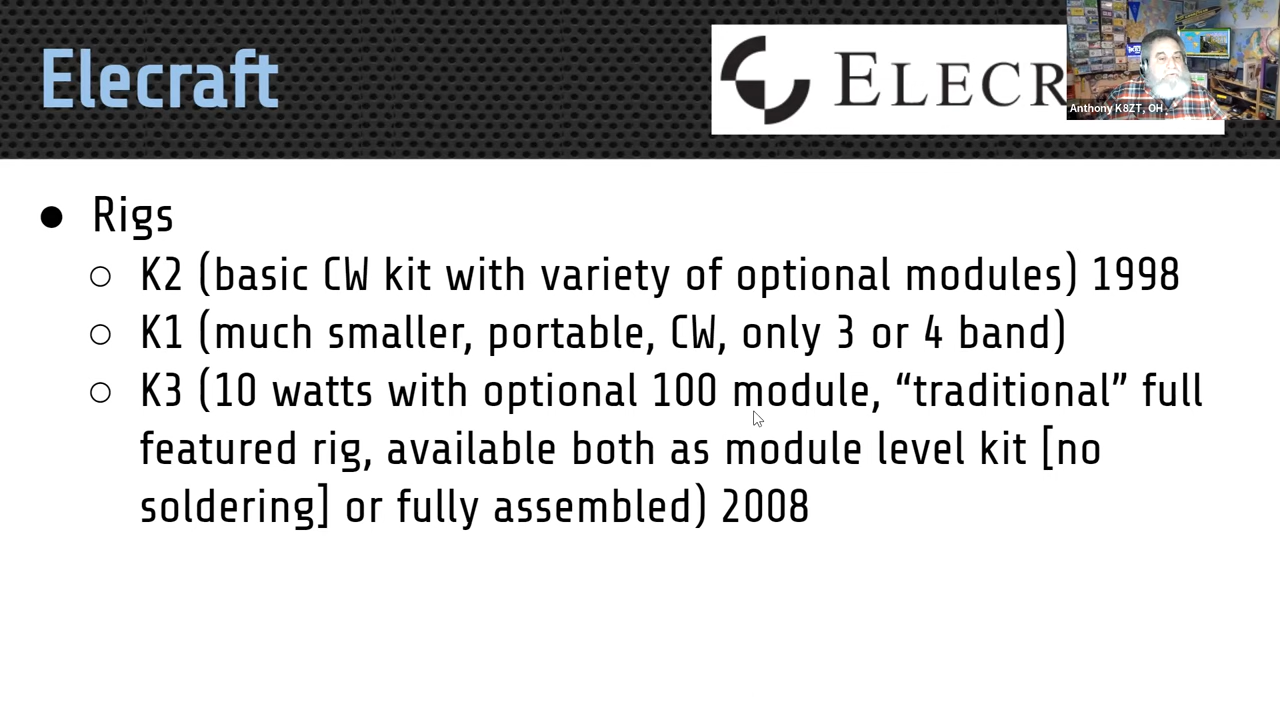 Elecraft
ELECR
Anthony K8ZT, OH
● Rigs
○ K2 (basic CW kit with variety of optional modules) 1998
○ K1 (much smaller, portable, CW, only 3 or 4 band)
○ K3 (10 watts with optional 100 module, “traditional” full
featured rig, available both as module level kit [no
soldering] or fully assembled) 2008